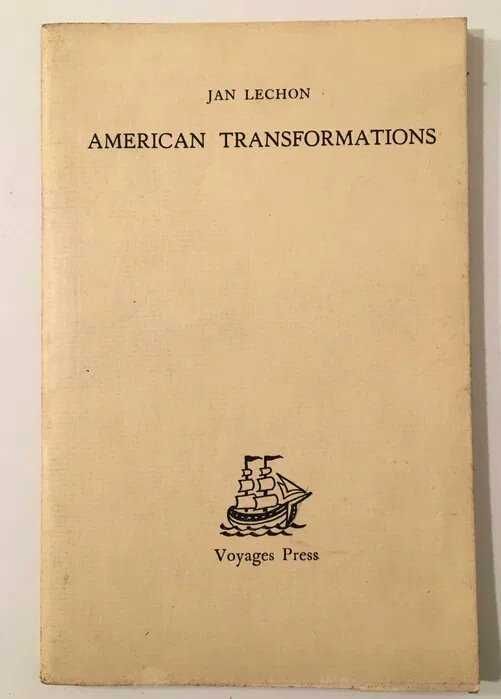 JAN LECHON
AMERICAN TRANSFORMATIONS
Voyages Press